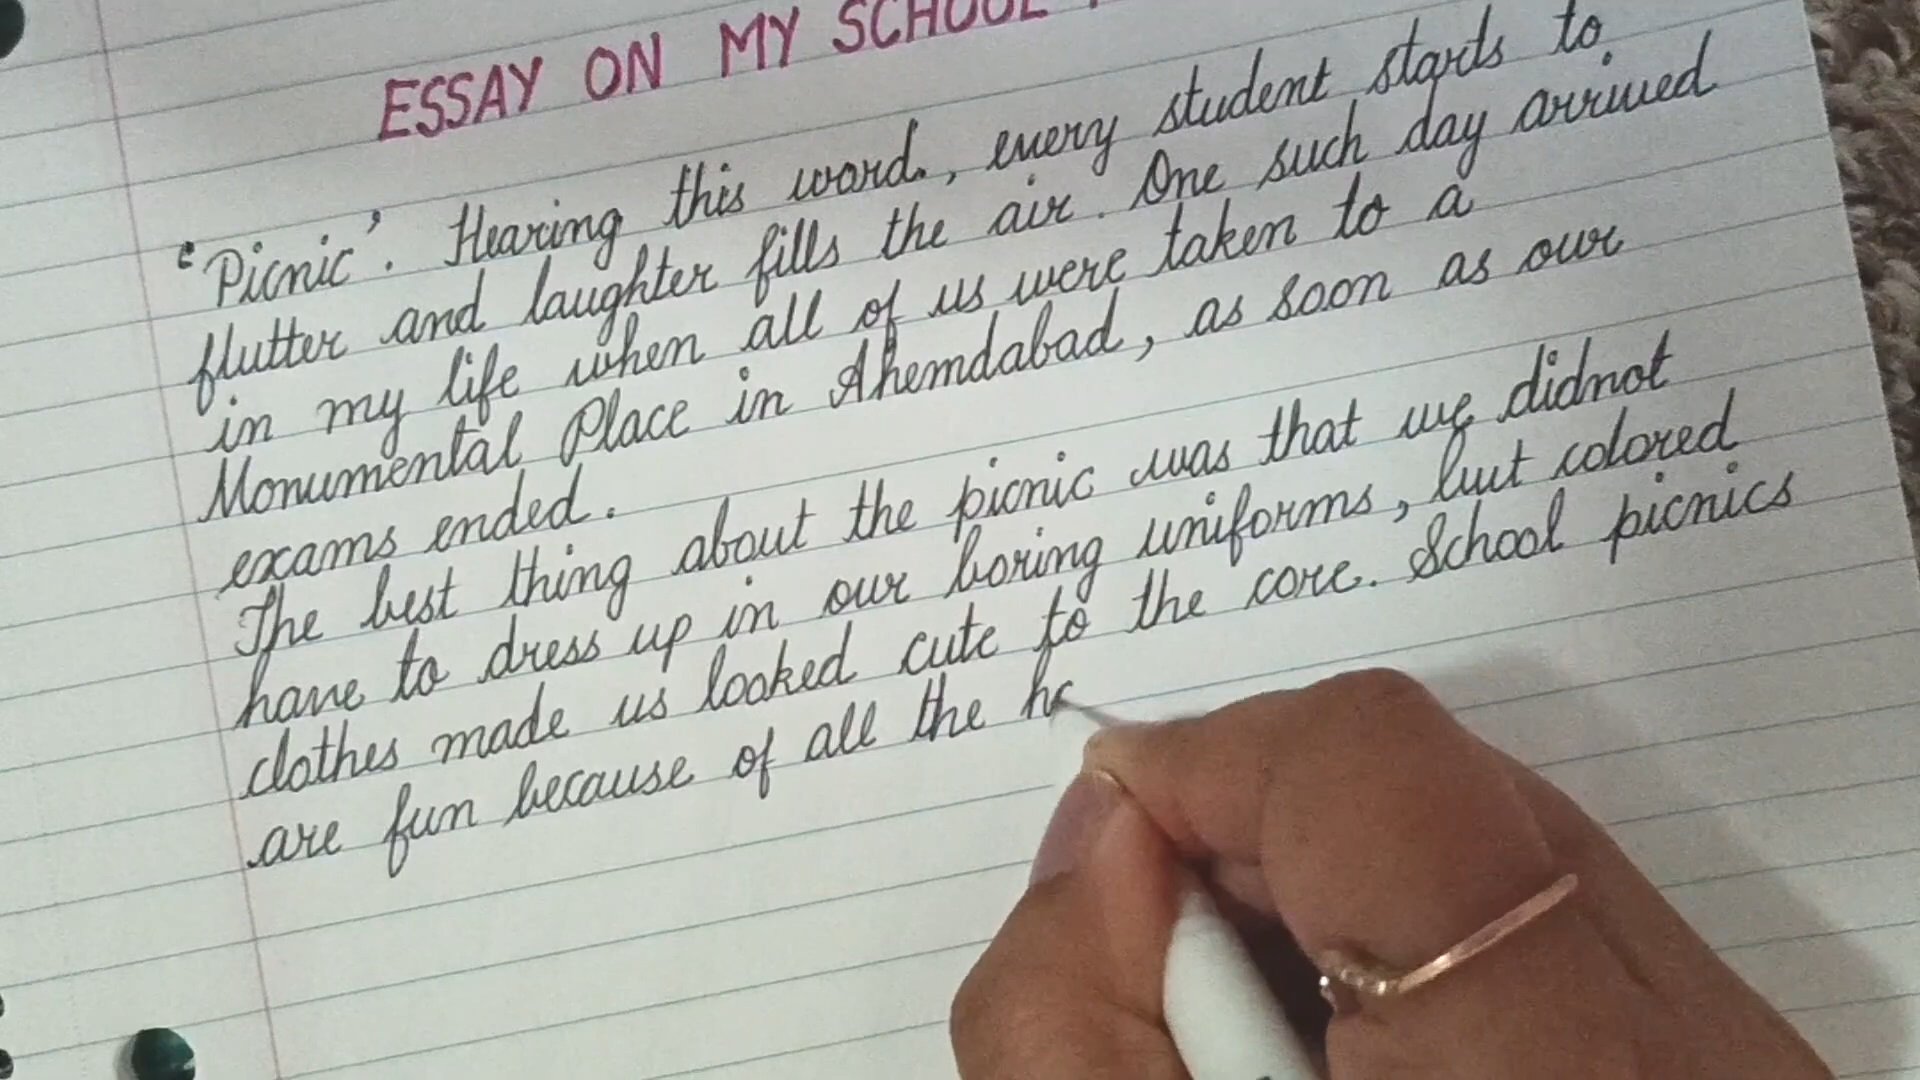 ESSAY ON MY SCHOOL
'Picnic'. Hearing this word, every student starts to
flutter and laughter fills the air. One such day arrived
in my life when all of us were taken to a
Monumental Place in Ahemdabad, as soon as our
exams ended.
The best thing about the picnic was that we didnot
have to dress up in our boring uniforms, but colored
clothes made us looked cute to the core. School picnics
are fun because of all the